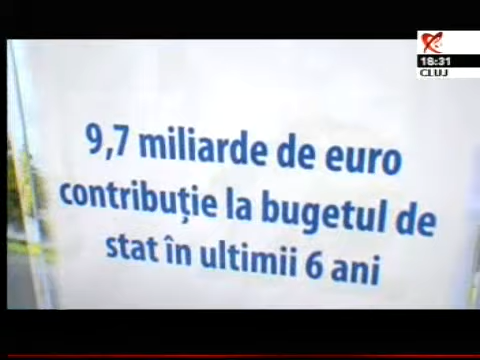 18:31
CLUJ
9,7 miliarde de euro
contribuție la bugetul de
stat în ultimii 6 ani